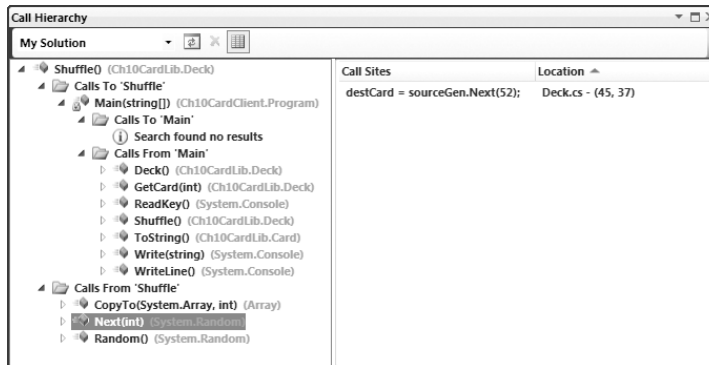 Call Hierarchy
My Solution
Shuffle() (Ch10CardLib.Deck)
Calls To 'Shuffle'
Main(string[]) (Ch10CardClient.Program)
Calls To 'Main'
Search found no results
Calls From 'Main'
Deck() (Ch10CardLib.Deck)
GetCard(int) (Ch10CardLib.Deck)
ReadKey() (System.Console)
Shuffle() (Ch10CardLib.Deck)
ToString() (Ch10CardLib.Card)
Write(string) (System.Console)
WriteLine() (System.Console)
Calls From 'Shuffle'
CopyTo(System.Array, int) (Array)
Next(int) (System.Random)
Random() (System.Random)
Call Sites Location
destCard = sourceGen.Next(52); Deck.cs - (45, 37)